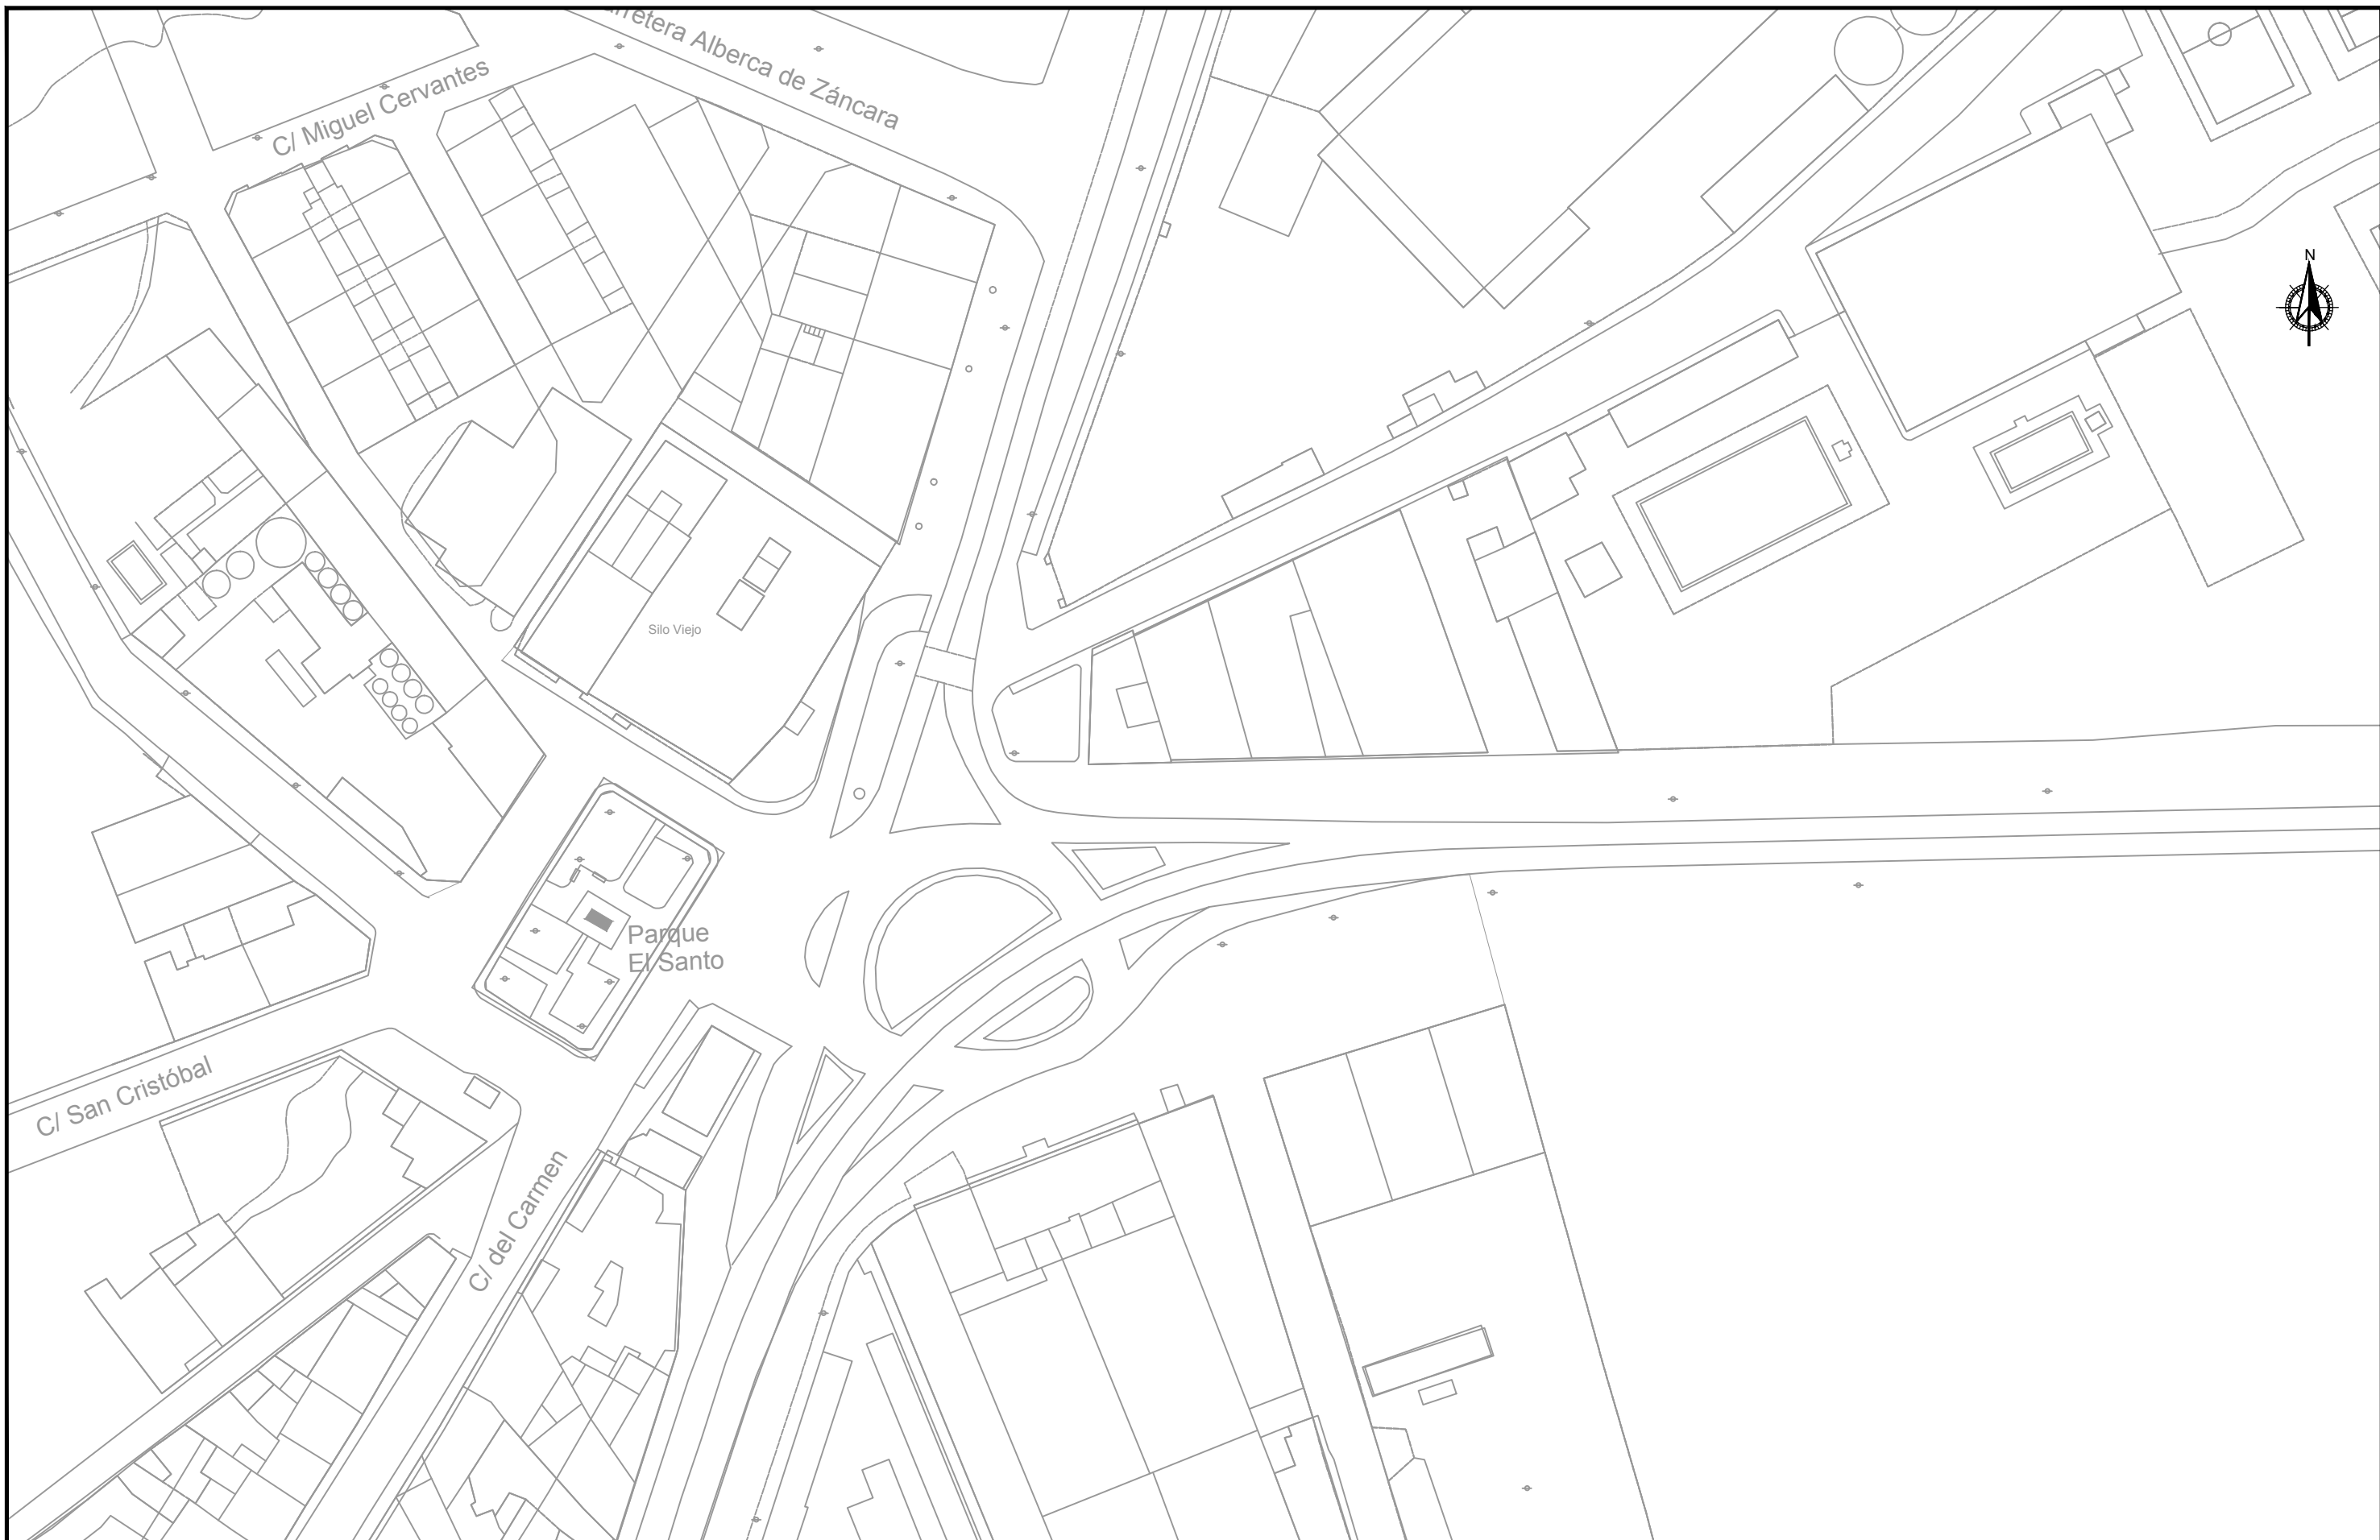 Carretera Alberca de Záncara
C/ Miguel Cervantes
N
Silo Viejo
Parque
El Santo
C/ San Cristóbal
C/ del Carmen